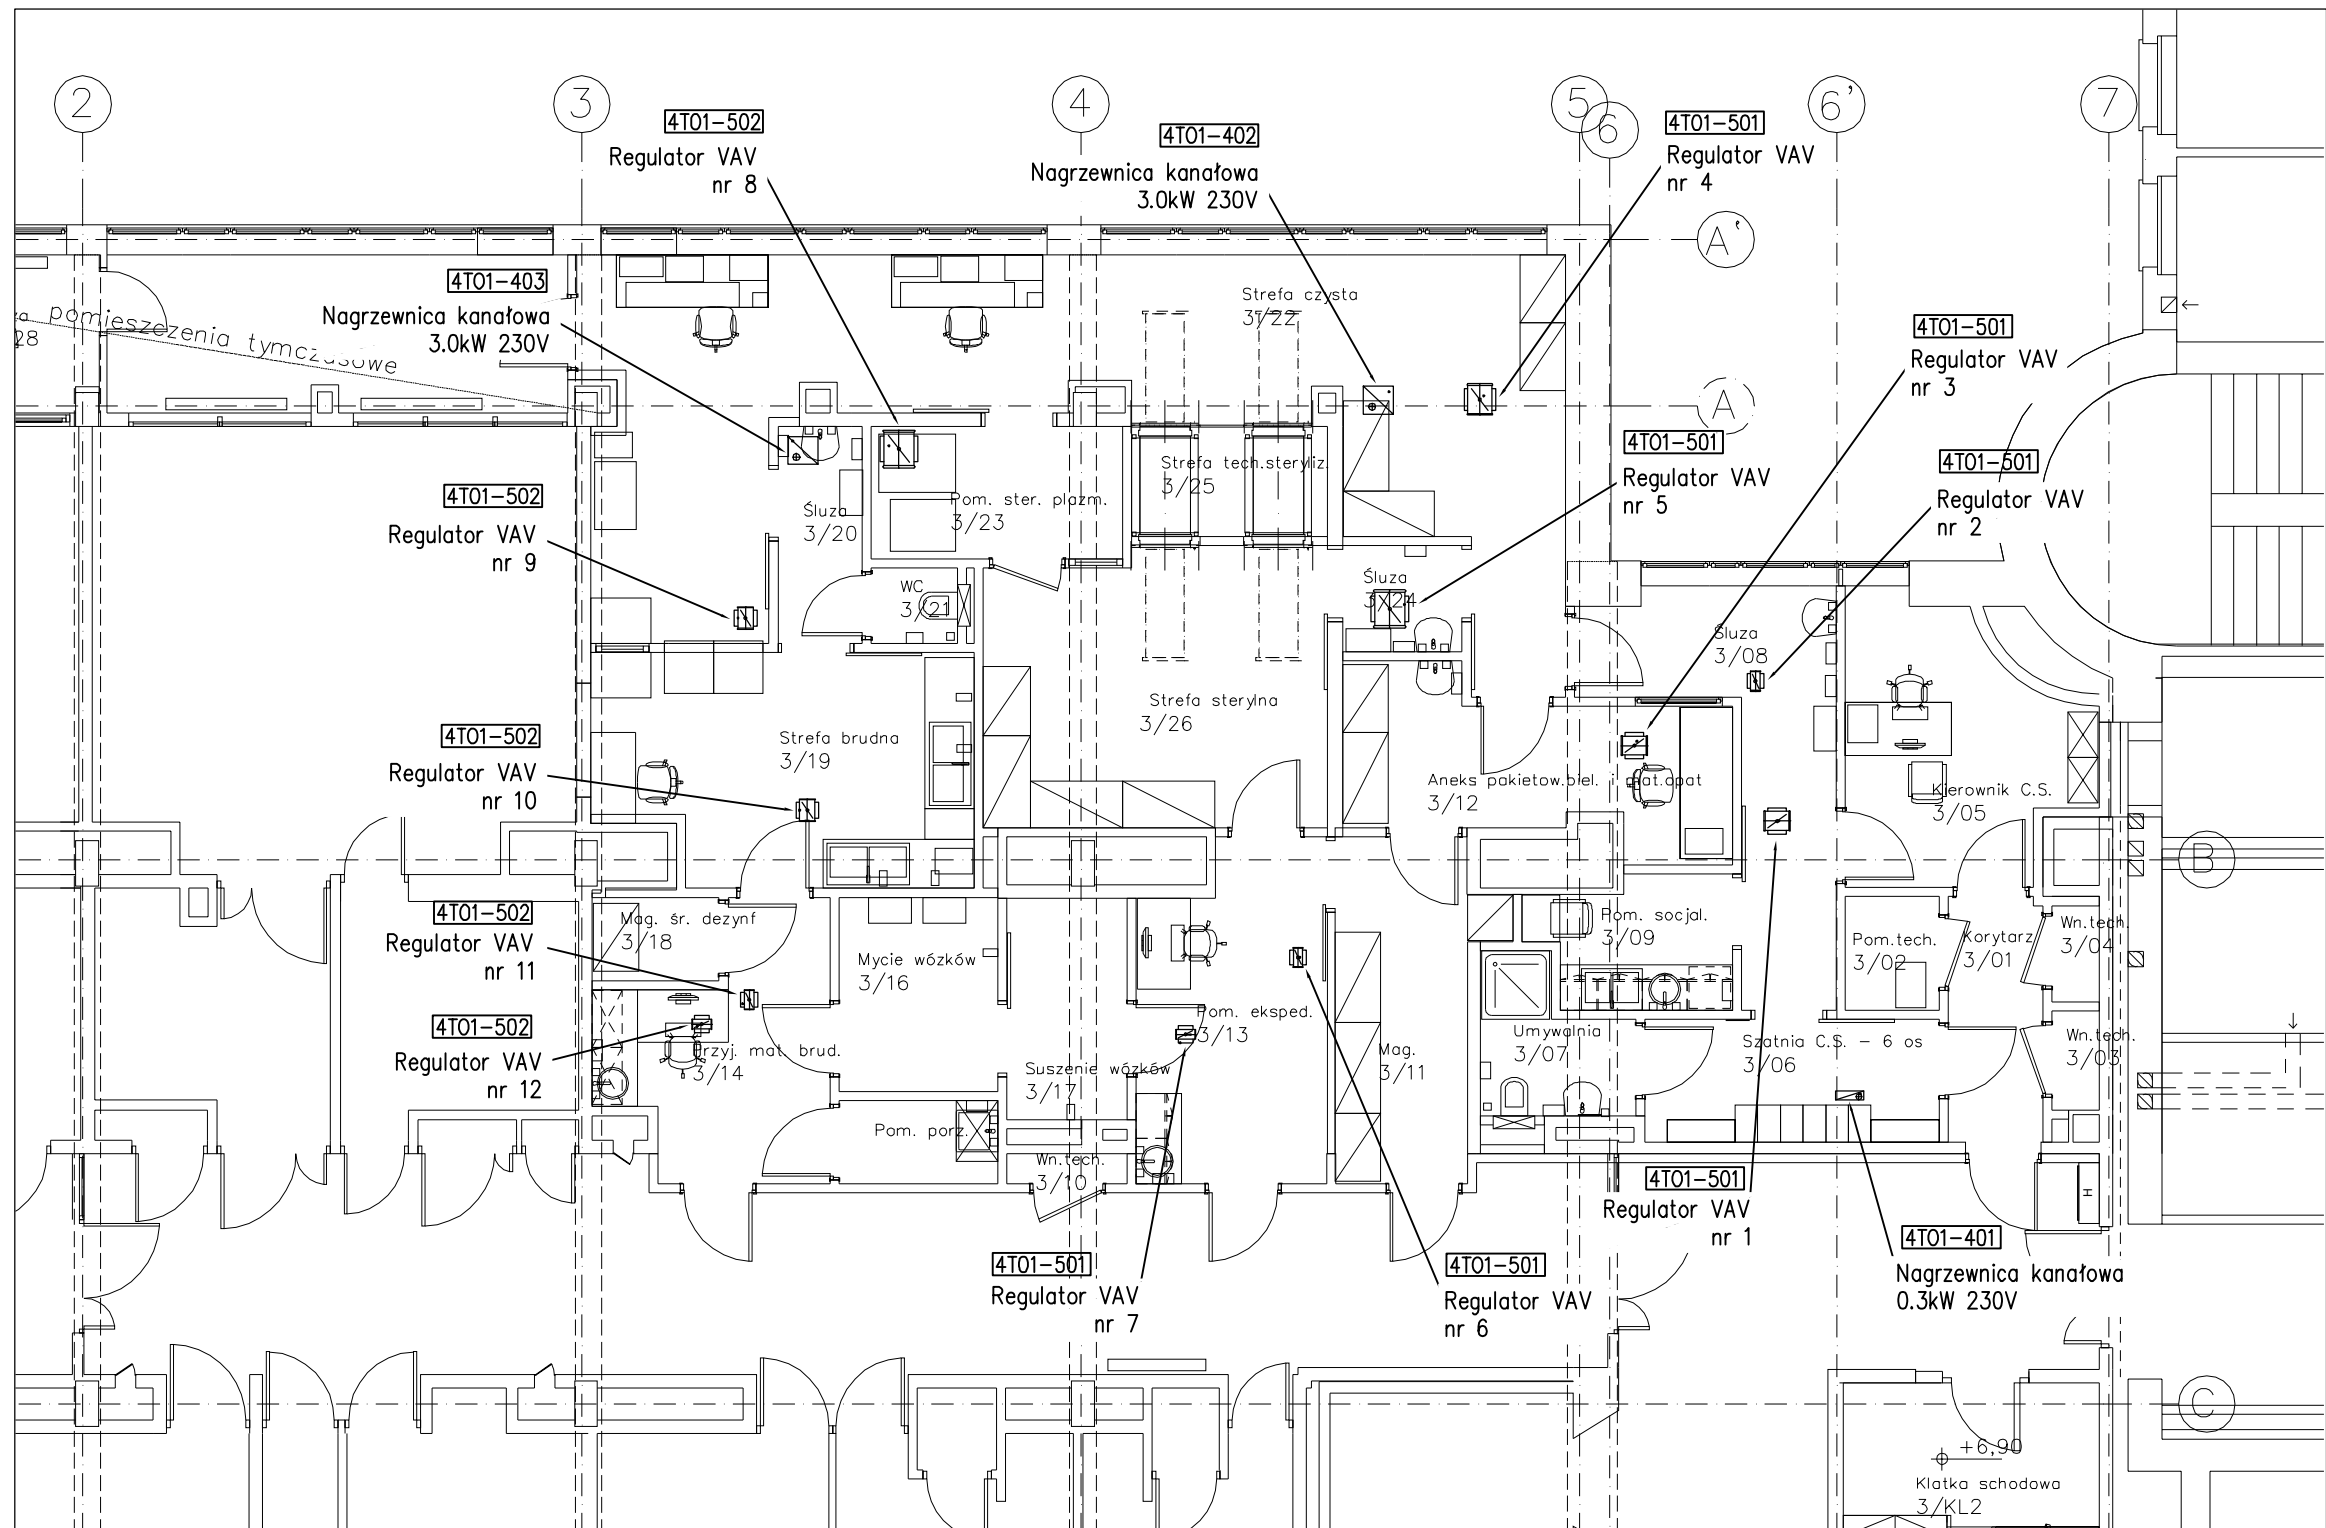 2
3
4
5
6
6'
7
4T01-502
Regulator VAV
nr 8
4T01-402
Nagrzewnica kanałowa
3.0kW 230V
4T01-501
Regulator VAV
nr 4
A'
4T01-403
Nagrzewnica kanałowa
3.0kW 230V
28
pomieszczenia tymczasowe
Strefa czysta
3/22
4T01-501
Regulator VAV
nr 3
A
4T01-501
Regulator VAV
nr 5
4T01-501
Regulator VAV
nr 2
Strefa tech.steryliz.
3/25
4T01-502
Regulator VAV
nr 9
Śluza
3/20
Pom. ster. plazm.
3/23
WC
3/21
Śluza
3/24
Śluza
3/08
Strefa sterylna
3/26
4T01-502
Regulator VAV
nr 10
Strefa brudna
3/19
Aneks pakietow.biel. i mat.opat
3/12
Kierownik C.S.
3/05
B
4T01-502
Regulator VAV
nr 11
Mag. śr. dezynf
3/18
Mycie wózków
3/16
Pom. socjal.
3/09
Pom.tech.
3/02
Korytarz
3/01
Wn.tech.
3/04
4T01-502
Regulator VAV
nr 12
Przyj. mat. brud.
3/14
Suszenie wózków
3/17
Pom. eksped.
3/13
Mag.
3/11
Umywalnia
3/07
Szatnia C.S. - 6 os
3/06
Wn.tech.
3/03
Pom. porz.
Wn.tech.
3/10
H
4T01-501
Regulator VAV
nr 1
4T01-501
Regulator VAV
nr 7
4T01-501
Regulator VAV
nr 6
4T01-401
Nagrzewnica kanałowa
0.3kW 230V
C
+6,90
Klatka schodowa
3/KL2